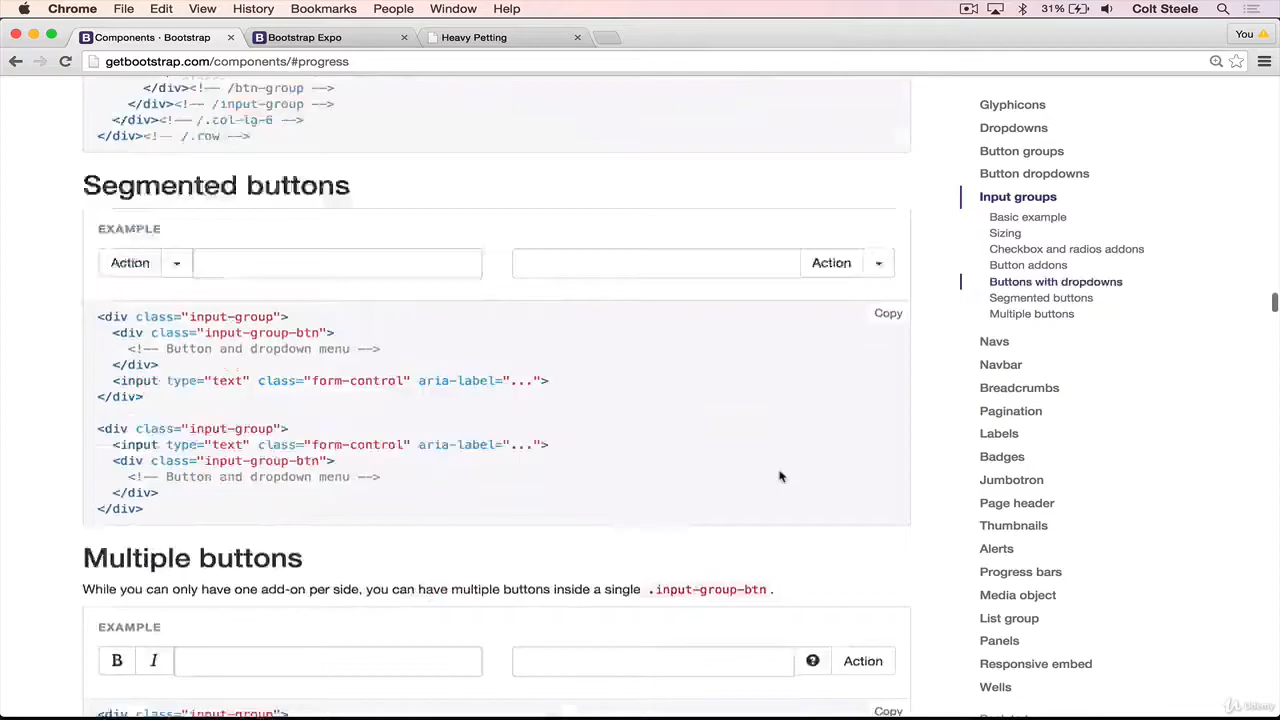 Chrome File Edit View History Bookmarks People Window Help 31% Colt Steele
Components · Bootstrap Bootstrap Expo Heavy Petting You
getbootstrap.com/components/#progress
</div><!-- /btn-group -->
</div><!-- /input-group -->
</div><!-- /.col-lg-6 -->
</div><!-- /.row -->
Segmented buttons
EXAMPLE
Action Action
Copy
<div class="input-group">
<div class="input-group-btn">
<!-- Button and dropdown menu -->
</div>
<input type="text" class="form-control" aria-label="...">
</div>
<div class="input-group">
<input type="text" class="form-control" aria-label="...">
<div class="input-group-btn">
<!-- Button and dropdown menu -->
</div>
</div>
Multiple buttons
While you can only have one add-on per side, you can have multiple buttons inside a single .input-group-btn .
EXAMPLE
B I Action
<div class="input-group">
Copy
Glyphicons
Dropdowns
Button groups
Button dropdowns
Input groups
Basic example
Sizing
Checkbox and radios addons
Button addons
Buttons with dropdowns
Segmented buttons
Multiple buttons
Navs
Navbar
Breadcrumbs
Pagination
Labels
Badges
Jumbotron
Page header
Thumbnails
Alerts
Progress bars
Media object
List group
Panels
Responsive embed
Wells
Udemy